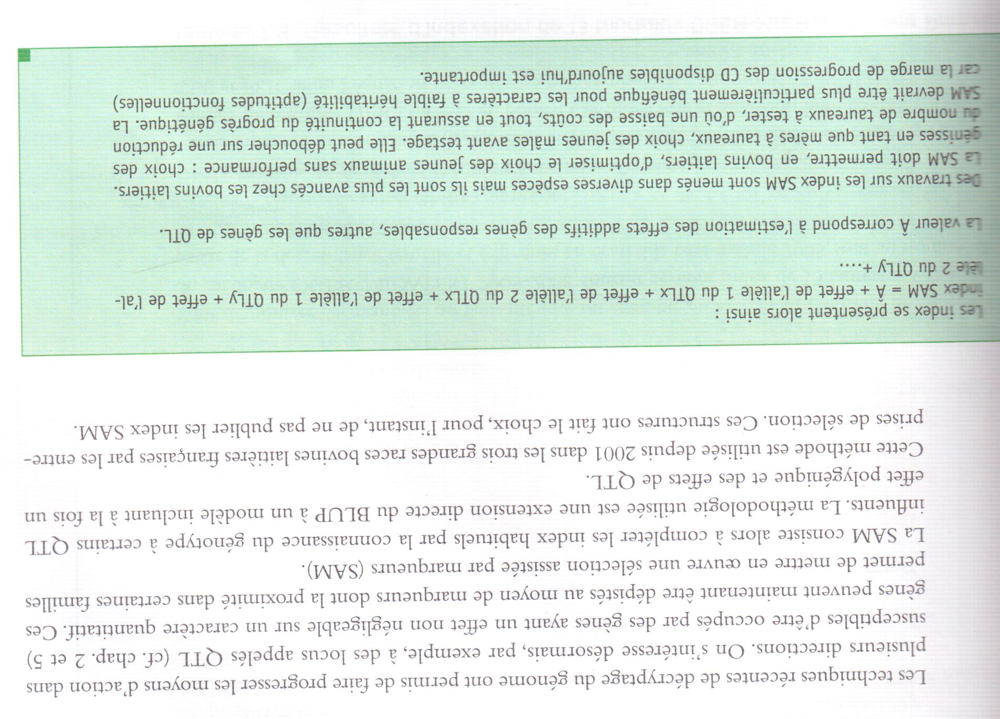 Les techniques récentes de décryptage du génome ont permis de faire progresser les moyens d'action dans
plusieurs directions. On s'intéresse désormais, par exemple, à des locus appelés QTL (cf. chap. 2 et 5)
susceptibles d'être occupés par des gènes ayant un effet non négligeable sur un caractère quantitatif. Ces
gènes peuvent maintenant être dépistés au moyen de marqueurs dont la proximité dans certaines familles
permet de mettre en œuvre une sélection assistée par marqueurs (SAM).
La SAM consiste alors à compléter les index habituels par la connaissance du génotype à certains QTL
influents. La méthodologie utilisée est une extension directe du BLUP à un modèle incluant à la fois un
effet polygénique et des effets de QTL.
Cette méthode est utilisée depuis 2001 dans les trois grandes races bovines laitières françaises par les entre-
prises de sélection. Ces structures ont fait le choix, pour l'instant, de ne pas publier les index SAM.
Les index se présentent alors ainsi :
index SAM = Â + effet de l'allèle 1 du QTLx + effet de l'allèle 2 du QTLx + effet de l'allèle 1 du QTLy + effet de l'al-
lèle 2 du QTLy +....
La valeur Â correspond à l'estimation des effets additifs des gènes responsables, autres que les gènes de QTL.
Des travaux sur les index SAM sont menés dans diverses espèces mais ils sont les plus avancés chez les bovins laitiers.
La SAM doit permettre, en bovins laitiers, d'optimiser le choix des jeunes animaux sans performance : choix des
génisses en tant que mères à taureaux, choix des jeunes mâles avant testage. Elle peut déboucher sur une réduction
du nombre de taureaux à tester, d'où une baisse des coûts, tout en assurant la continuité du progrès génétique. La
SAM devrait être plus particulièrement bénéfique pour les caractères à faible héritabilité (aptitudes fonctionnelles)
car la marge de progression des CD disponibles aujourd'hui est importante.